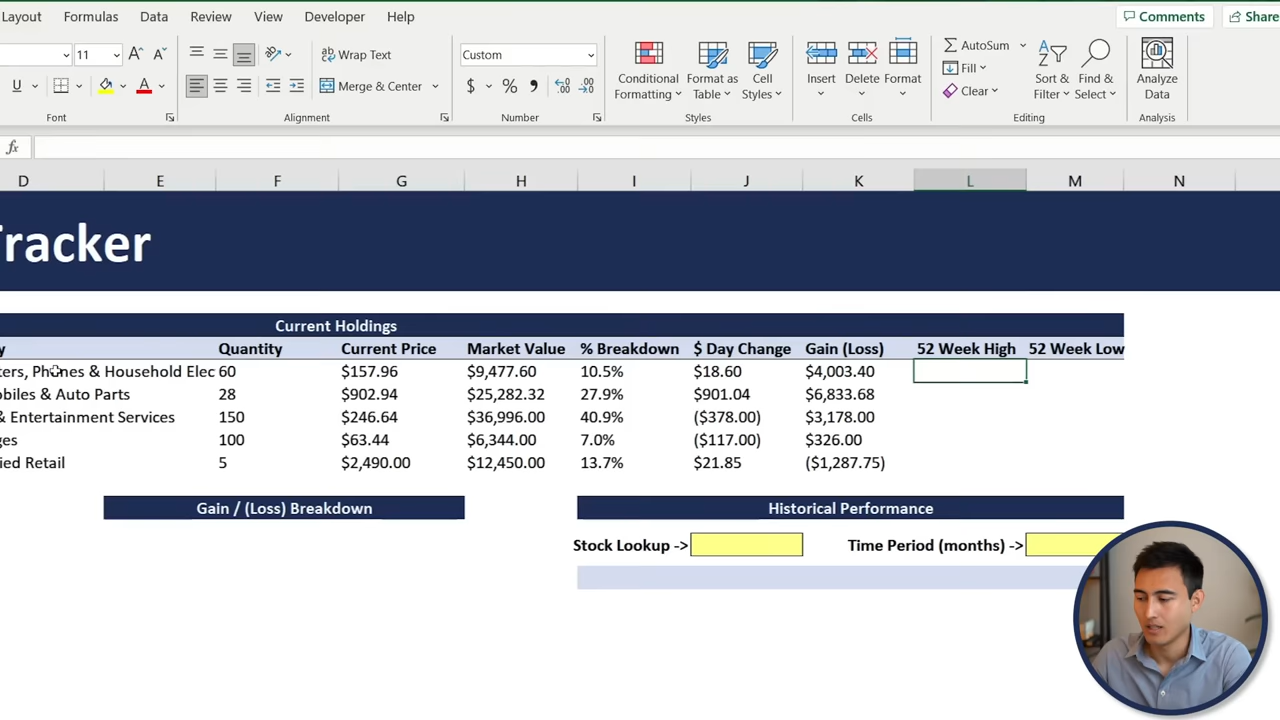 Layout Formulas Data Review View Developer Help Comments Share
11 A A ab Wrap Text Custom AutoSum
Fill
U A Merge & Center $ % 9 .00 .00 Conditional Formatting Format as Table Cell Styles Insert Delete Format Clear Sort & Filter Find & Select Analyze Data
Font Alignment Number Styles Cells Editing Analysis
fx
D E F G H I J K L M N
Tracker
Current Holdings
y Quantity Current Price Market Value % Breakdown $ Day Change Gain (Loss) 52 Week High 52 Week Low
ters, Phones & Household Elec 60 $157.96 $9,477.60 10.5% $18.60 $4,003.40
obiles & Auto Parts 28 $902.94 $25,282.32 27.9% $901.04 $6,833.68
& Entertainment Services 150 $246.64 $36,996.00 40.9% ($378.00) $3,178.00
ges 100 $63.44 $6,344.00 7.0% ($117.00) $326.00
ied Retail 5 $2,490.00 $12,450.00 13.7% $21.85 ($1,287.75)
Gain / (Loss) Breakdown Historical Performance
Stock Lookup -> Time Period (months) ->